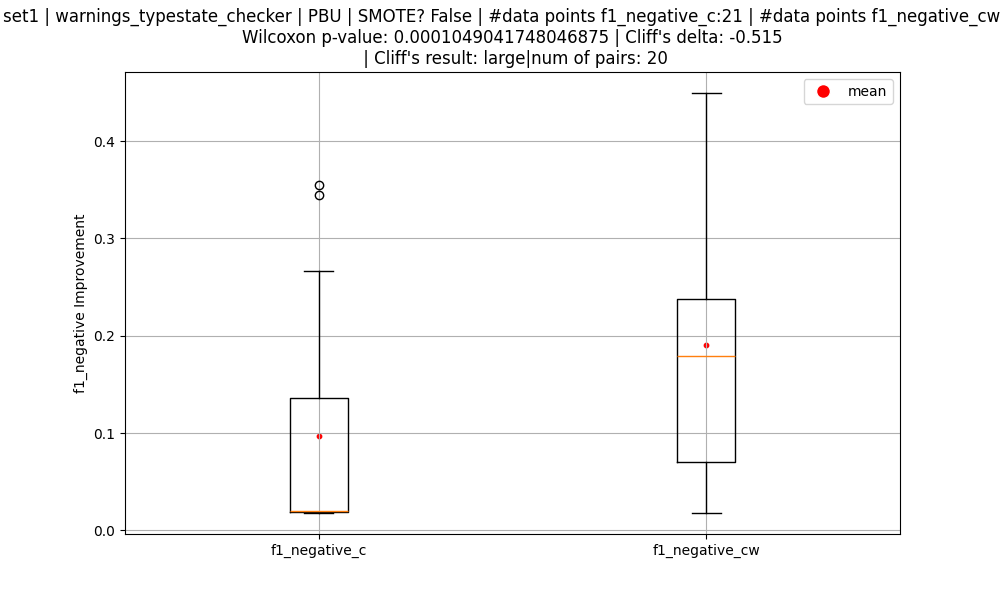 set1 | warnings_typestate_checker | PBU | SMOTE? False | #data points f1_negative_c:21 | #data points f1_negative_cw
Wilcoxon p-value: 0.0001049041748046875 | Cliff's delta: -0.515
| Cliff's result: large|num of pairs: 20
mean
f1_negative Improvement
0.4
0.3
0.2
0.1
0.0
f1_negative_c
f1_negative_cw